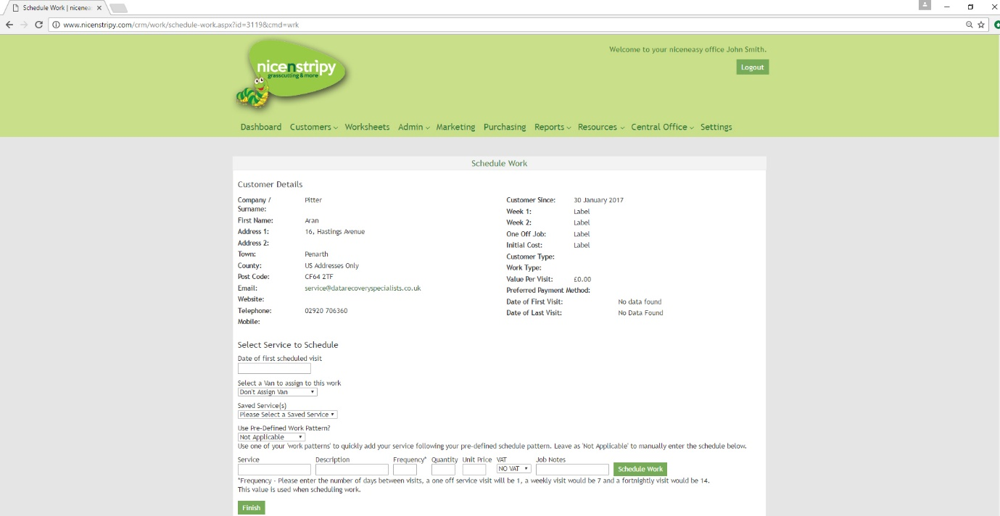 Schedule Work | nicenea
www.nicenstripy.com/crm/work/schedule-work.aspx?id=3119&cmd=wrk
Welcome to your niceneasy office John Smith.
Logout
nicenstripy
grasscutting & more
Dashboard Customers Worksheets Admin Marketing Purchasing Reports Resources Central Office Settings
Schedule Work
Customer Details
Company / Surname: Pitter
First Name: Aran
Address 1: 16, Hastings Avenue
Address 2:
Town: Penarth
County: US Addresses Only
Post Code: CF64 2TF
Email: service@datarecoveryspecialists.co.uk
Website:
Telephone: 02920 706360
Mobile:
Customer Since: 30 January 2017
Week 1: Label
Week 2: Label
One Off Job: Label
Initial Cost: Label
Customer Type:
Work Type:
Value Per Visit: £0.00
Preferred Payment Method:
Date of First Visit: No data found
Date of Last Visit: No Data Found
Select Service to Schedule
Date of first scheduled visit
Select a Van to assign to this work
Don't Assign Van
Saved Service(s)
Please Select a Saved Service
Use Pre-Defined Work Pattern?
Not Applicable
Use one of your 'work patterns' to quickly add your service following your pre-defined schedule pattern. Leave as 'Not Applicable' to manually enter the schedule below.
Service Description Frequency* Quantity Unit Price VAT Job Notes
NO VAT Schedule Work
*Frequency - Please enter the number of days between visits, a one off service visit will be 1, a weekly visit would be 7 and a fortnightly visit would be 14.
This value is used when scheduling work.
Finish